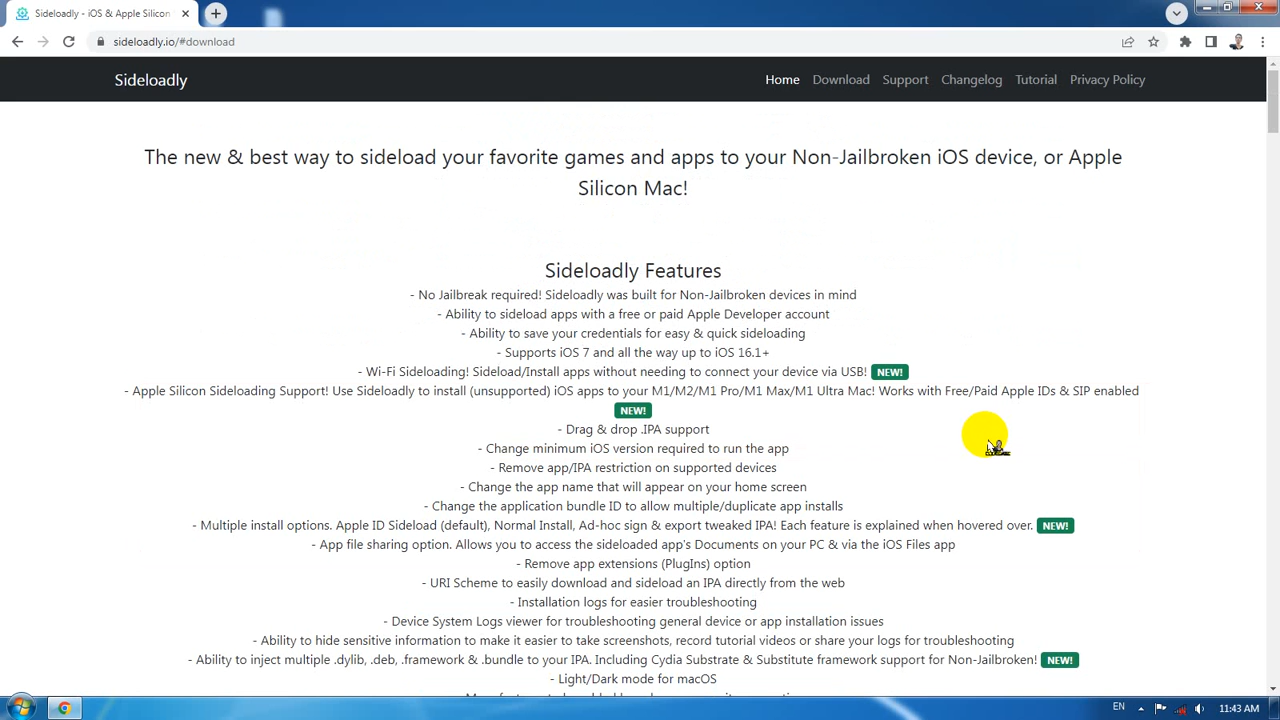 Sideloadly - iOS & Apple Silicon
sideloadly.io/#download
Sideloadly
Home Download Support Changelog Tutorial Privacy Policy
The new & best way to sideload your favorite games and apps to your Non-Jailbroken iOS device, or Apple
Silicon Mac!
Sideloadly Features
- No Jailbreak required! Sideloadly was built for Non-Jailbroken devices in mind
- Ability to sideload apps with a free or paid Apple Developer account
- Ability to save your credentials for easy & quick sideloading
- Supports iOS 7 and all the way up to iOS 16.1+
- Wi-Fi Sideloading! Sideload/Install apps without needing to connect your device via USB! NEW!
- Apple Silicon Sideloading Support! Use Sideloadly to install (unsupported) iOS apps to your M1/M2/M1 Pro/M1 Max/M1 Ultra Mac! Works with Free/Paid Apple IDs & SIP enabled
NEW!
- Drag & drop .IPA support
- Change minimum iOS version required to run the app
- Remove app/IPA restriction on supported devices
- Change the app name that will appear on your home screen
- Change the application bundle ID to allow multiple/duplicate app installs
- Multiple install options. Apple ID Sideload (default), Normal Install, Ad-hoc sign & export tweaked IPA! Each feature is explained when hovered over. NEW!
- App file sharing option. Allows you to access the sideloaded app's Documents on your PC & via the iOS Files app
- Remove app extensions (PlugIns) option
- URI Scheme to easily download and sideload an IPA directly from the web
- Installation logs for easier troubleshooting
- Device System Logs viewer for troubleshooting general device or app installation issues
- Ability to hide sensitive information to make it easier to take screenshots, record tutorial videos or share your logs for troubleshooting
- Ability to inject multiple .dylib, .deb, .framework & .bundle to your IPA. Including Cydia Substrate & Substitute framework support for Non-Jailbroken! NEW!
- Light/Dark mode for macOS
EN 11:43 AM